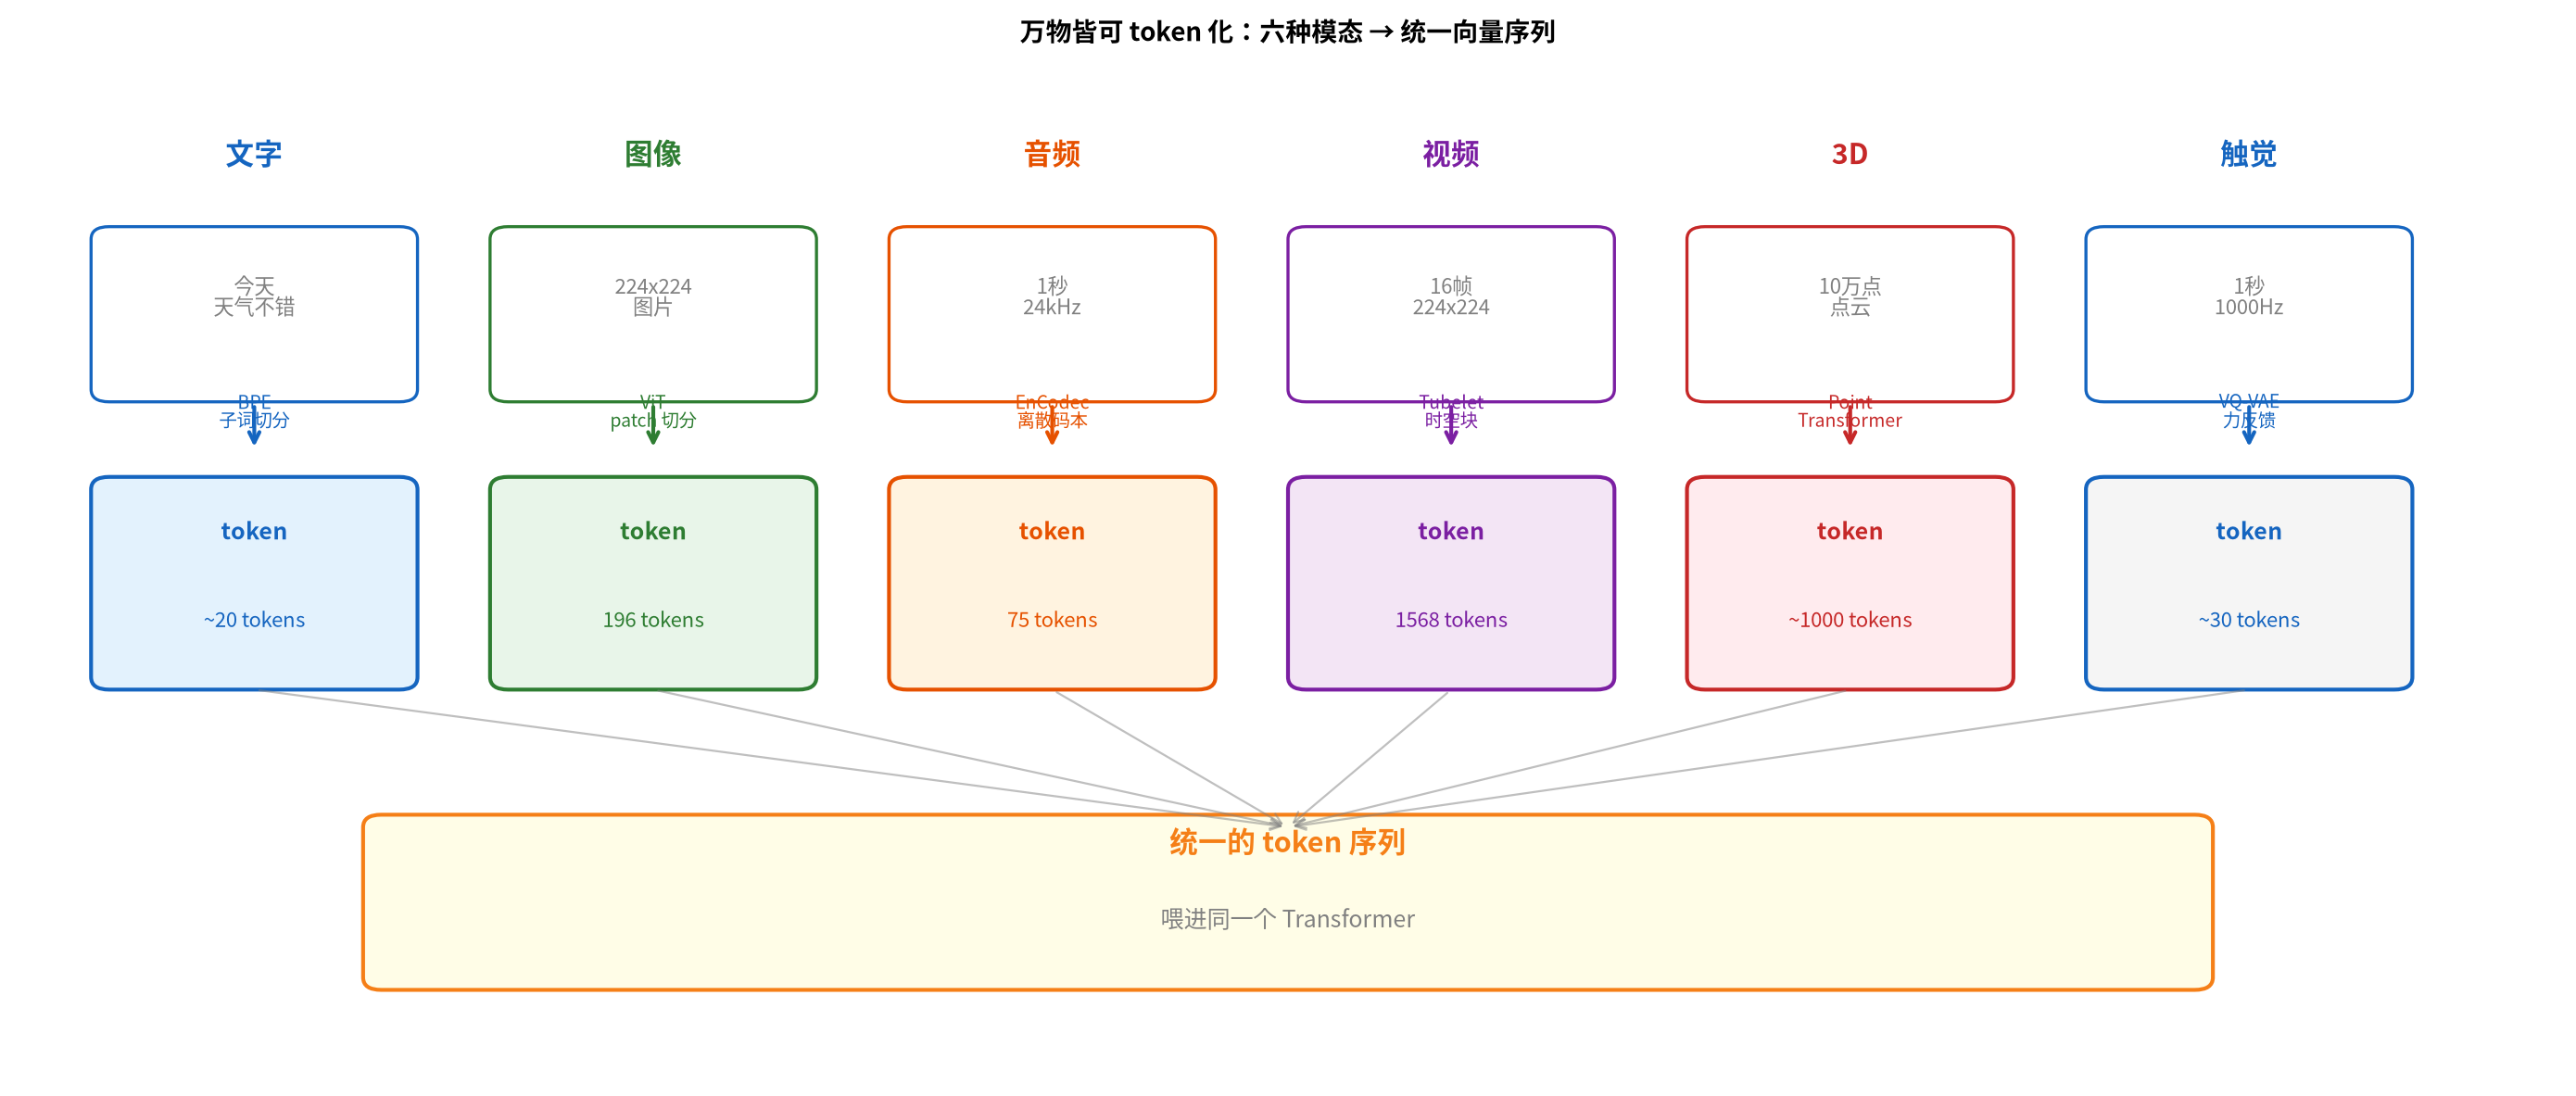 万物皆可 token 化：六种模态 → 统一向量序列
文字
图像
音频
视频
3D
触觉
今天
天气不错
224x224
图片
1秒
24kHz
16帧
224x224
10万点
点云
1秒
1000Hz
BPE
子词切分
ViT
patch 切分
EnCodec
离散码本
Tubelet
时空块
Point
Transformer
VQ-VAE
力反馈
token
~20 tokens
token
196 tokens
token
75 tokens
token
1568 tokens
token
~1000 tokens
token
~30 tokens
统一的 token 序列
喂进同一个 Transformer